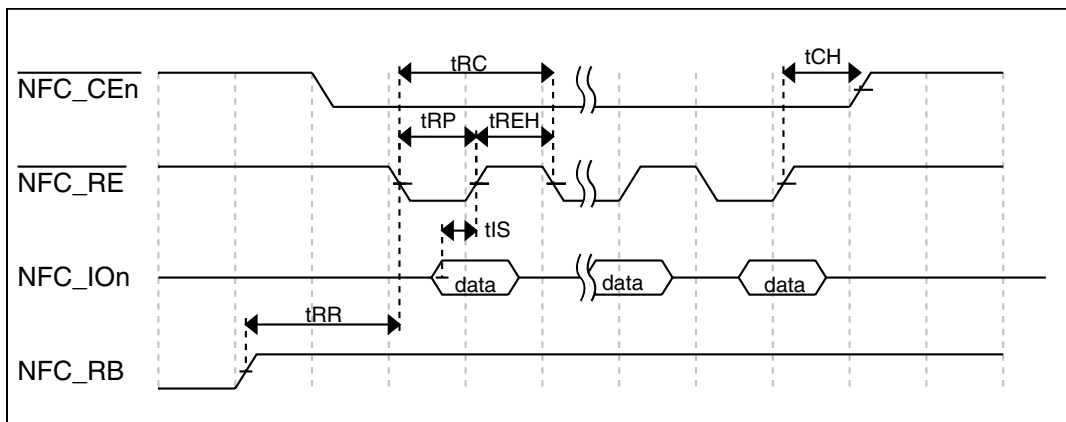 tRC
tCH
NFC_CEn
tRP
tREH
NFC_RE
tIS
NFC_IOn
data
data
data
tRR
NFC_RB